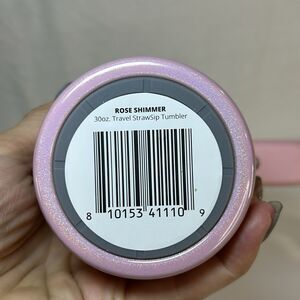 ROSE SHIMMER
30oz. Travel StrawSip Tumbler
8 10153 41110 9